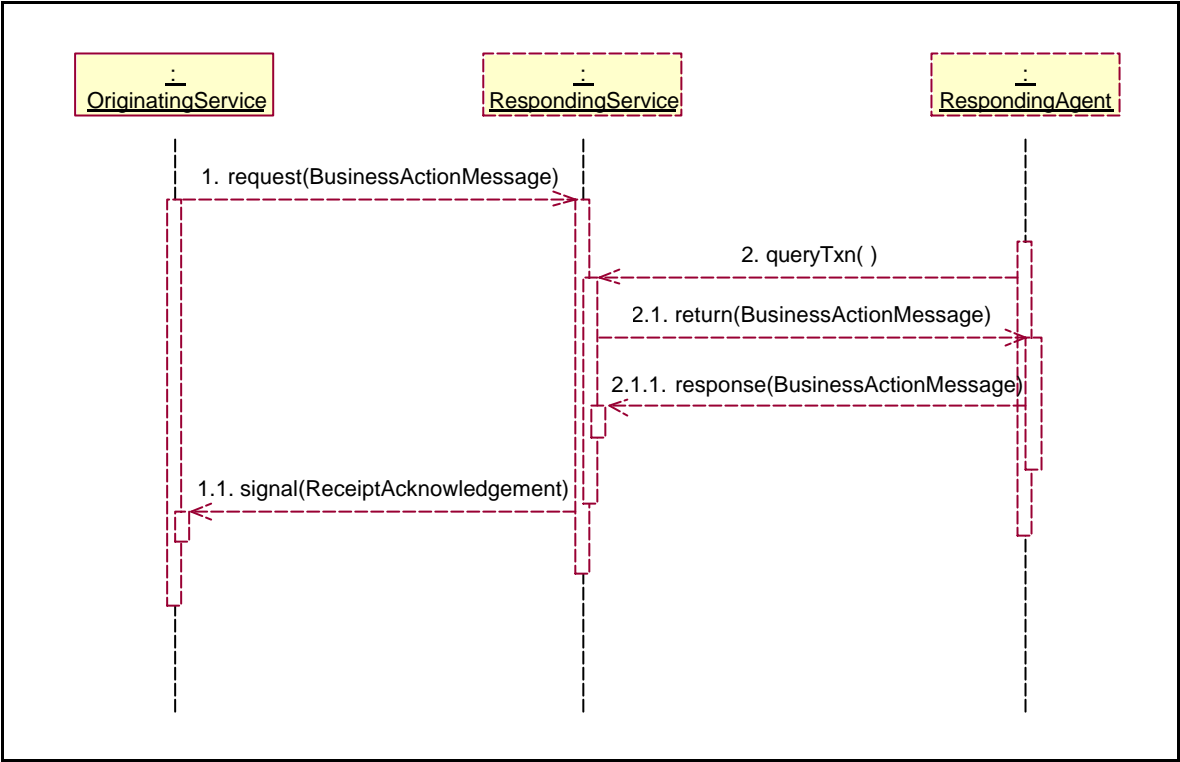 :
OriginatingService
:
RespondingService
:
RespondingAgent
1. request(BusinessActionMessage)
2. queryTxn( )
2.1. return(BusinessActionMessage)
2.1.1. response(BusinessActionMessage)
1.1. signal(ReceiptAcknowledgement)